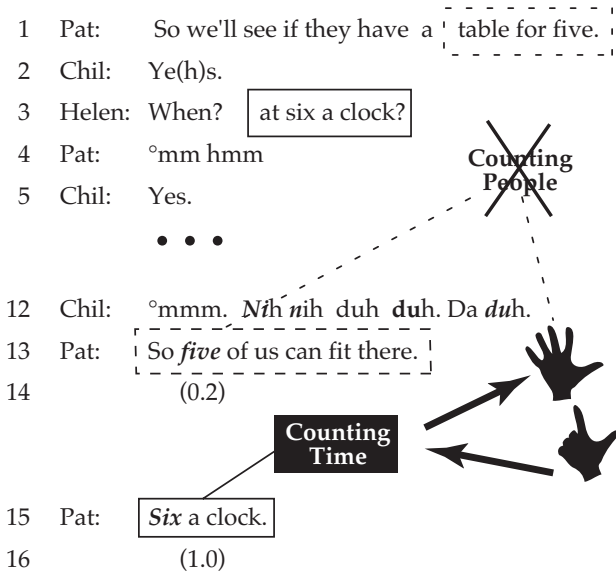 1 Pat: So we'll see if they have a table for five.
2 Chil: Ye(h)s.
3 Helen: When? at six a clock?
4 Pat: °mm hmm
Counting
5 Chil: Yes.
People
• • •
12 Chil: °mmm. Nih nih duh duh. Da duh.
13 Pat: So five of us can fit there.
14 (0.2)
Counting
Time
15 Pat: Six a clock.
16 (1.0)